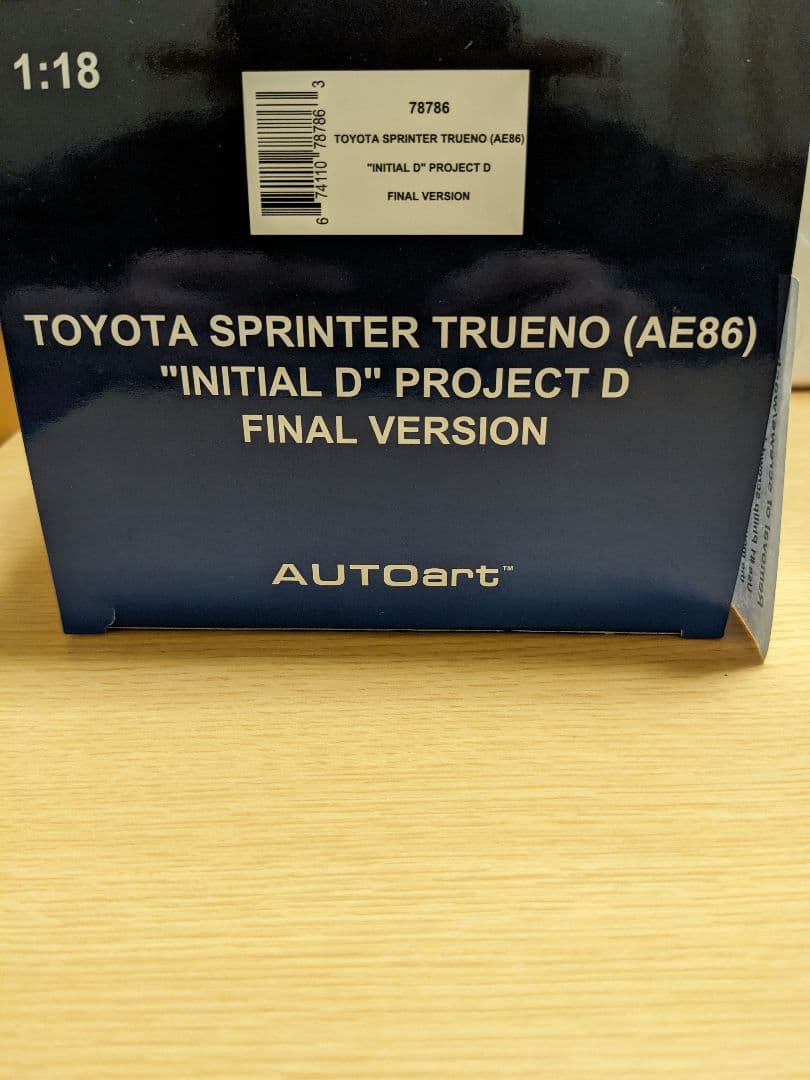 1:18
78786
TOYOTA SPRINTER TRUENO (AE86)
"INITIAL D" PROJECT D
FINAL VERSION
6 74110 78786 3
TOYOTA SPRINTER TRUENO (AE86)
"INITIAL D" PROJECT D
FINAL VERSION
AUTOart™